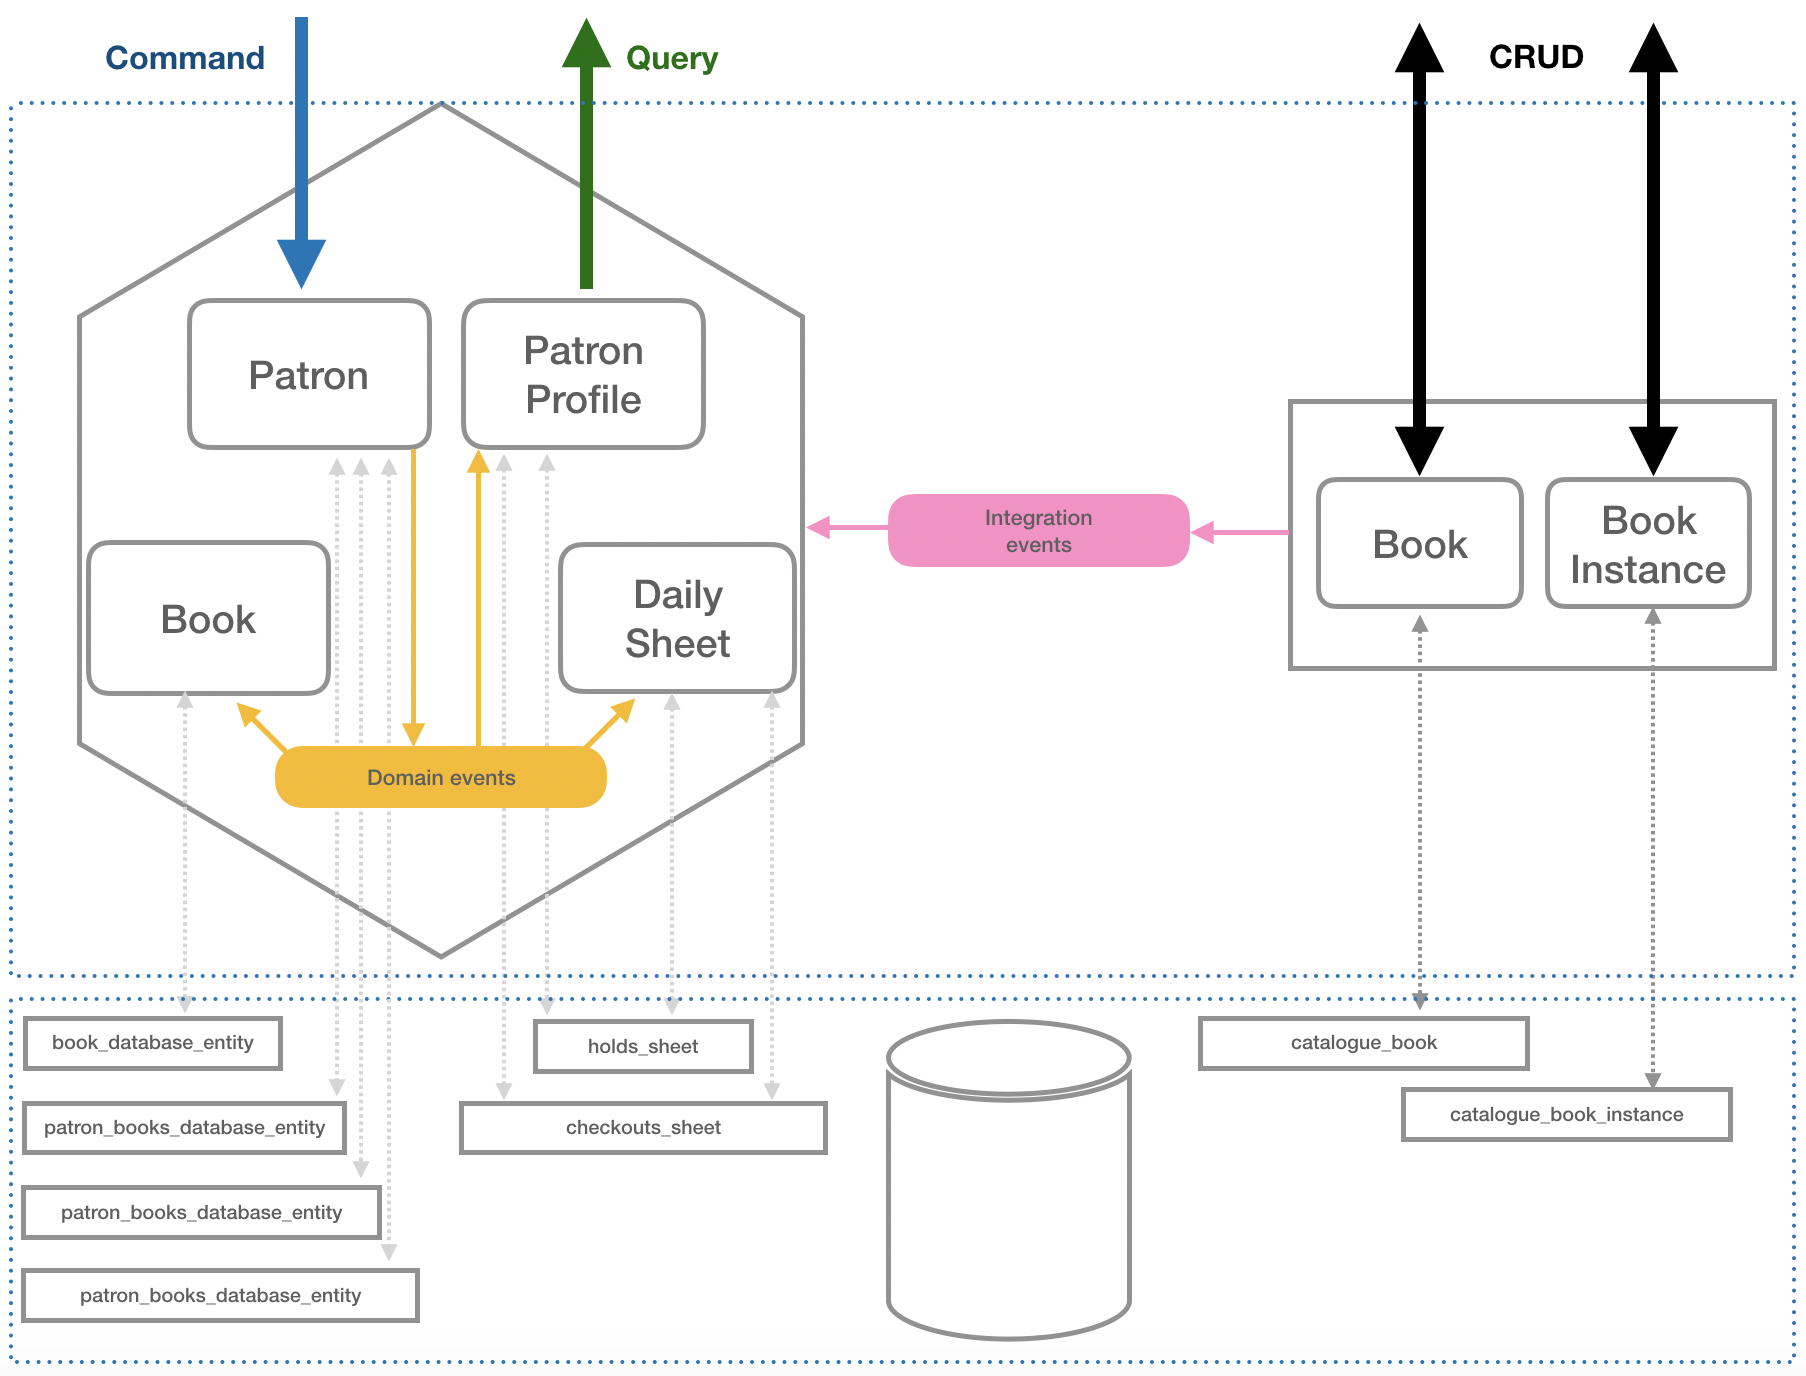 Command
Query
CRUD
Patron
Patron
Profile
Book
Daily
Sheet
Domain events
Integration
events
Book
Book
Instance
book_database_entity
patron_books_database_entity
patron_books_database_entity
patron_books_database_entity
holds_sheet
checkouts_sheet
catalogue_book
catalogue_book_instance